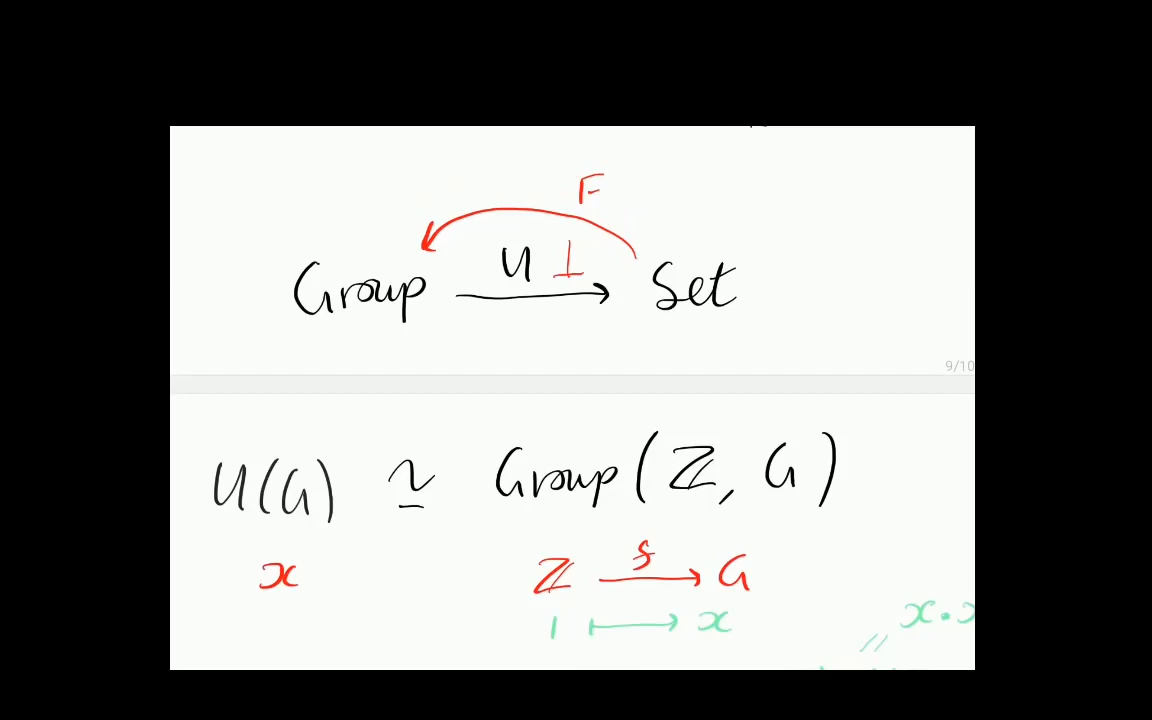 F
Group U ⊥ → Set
9/10
U(G) ≃ Group(ℤ, G)
x ℤ f→ G
1 ↦ x x·x
//